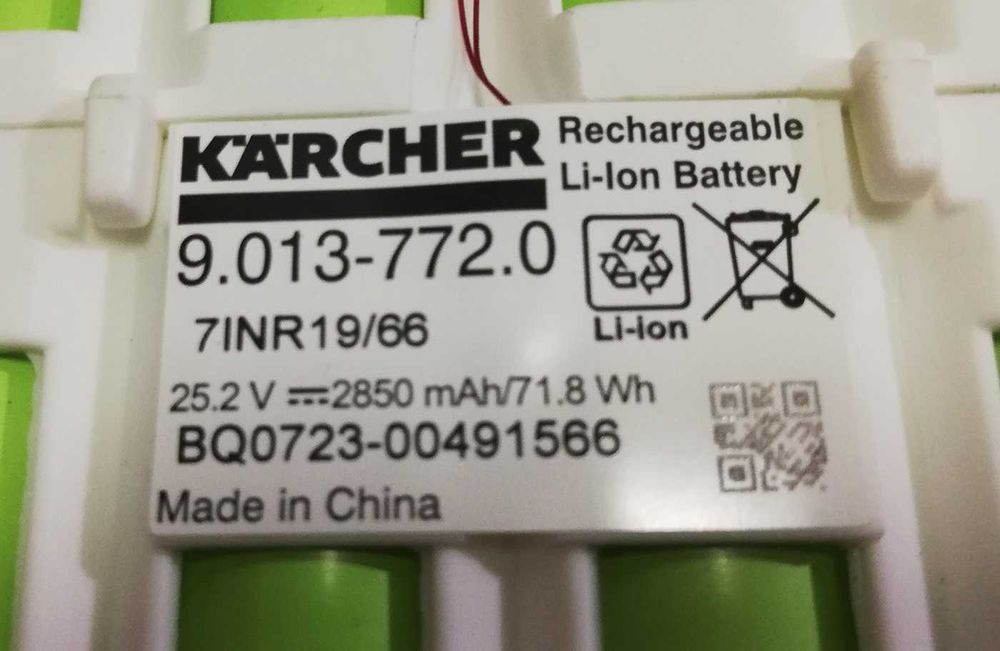 KÄRCHER
Rechargeable
Li-Ion Battery
9.013-772.0
Li-ion
7INR19/66
25.2 V ⎓2850 mAh/71.8 Wh
BQ0723-00491566
Made in China